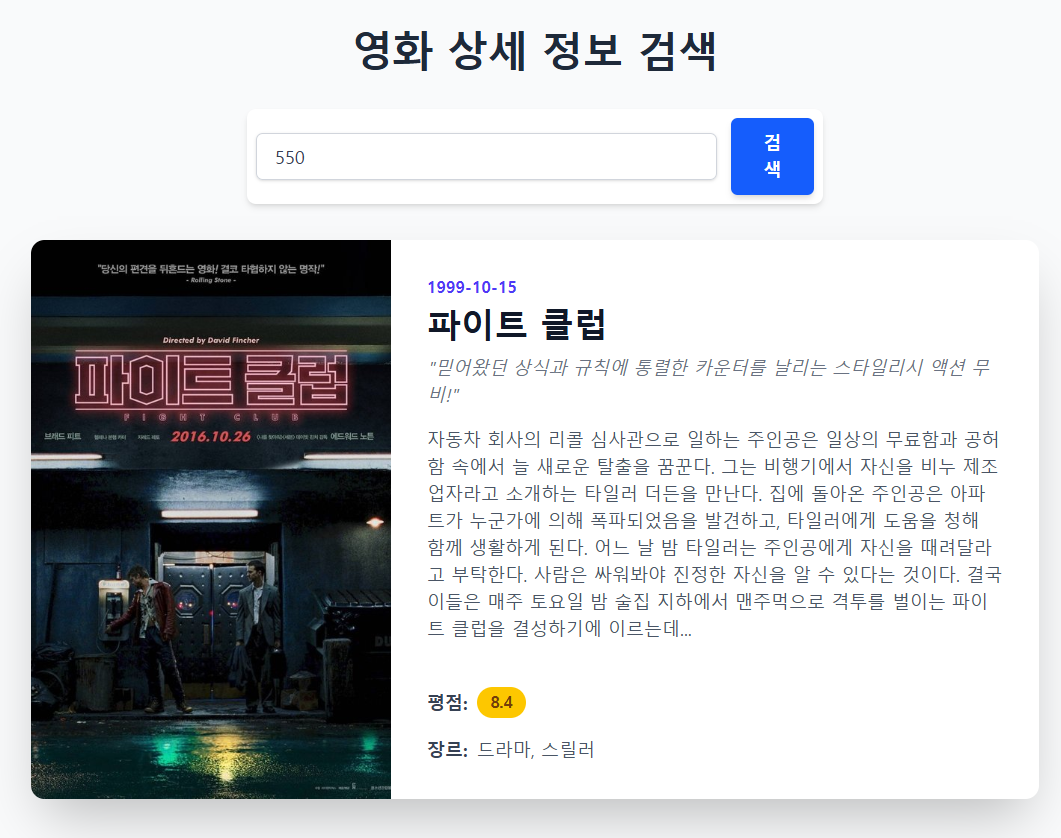 영화 상세 정보 검색
550
검
색
"당신의 편견을 뒤흔드는 영화! 결코 타협하지 않는 명작!"
- Rolling Stone -
Directed by David Fincher
파이트 클럽
FIGHT CLUB
브래드 피트 헬레나 본햄 카터 자레드 레토 2016.10.26 에드워드 노튼
1999-10-15
파이트 클럽
"믿어왔던 상식과 규칙에 통렬한 카운터를 날리는 스타일리시 액션 무
비!"
자동차 회사의 리콜 심사관으로 일하는 주인공은 일상의 무료함과 공허
함 속에서 늘 새로운 탈출을 꿈꾼다. 그는 비행기에서 자신을 비누 제조
업자라고 소개하는 타일러 더든을 만난다. 집에 돌아온 주인공은 아파
트가 누군가에 의해 폭파되었음을 발견하고, 타일러에게 도움을 청해
함께 생활하게 된다. 어느 날 밤 타일러는 주인공에게 자신을 때려달라
고 부탁한다. 사람은 싸워봐야 진정한 자신을 알 수 있다는 것이다. 결국
이들은 매주 토요일 밤 술집 지하에서 맨주먹으로 격투를 벌이는 파이
트 클럽을 결성하기에 이르는데...
평점: 8.4
장르: 드라마, 스릴러